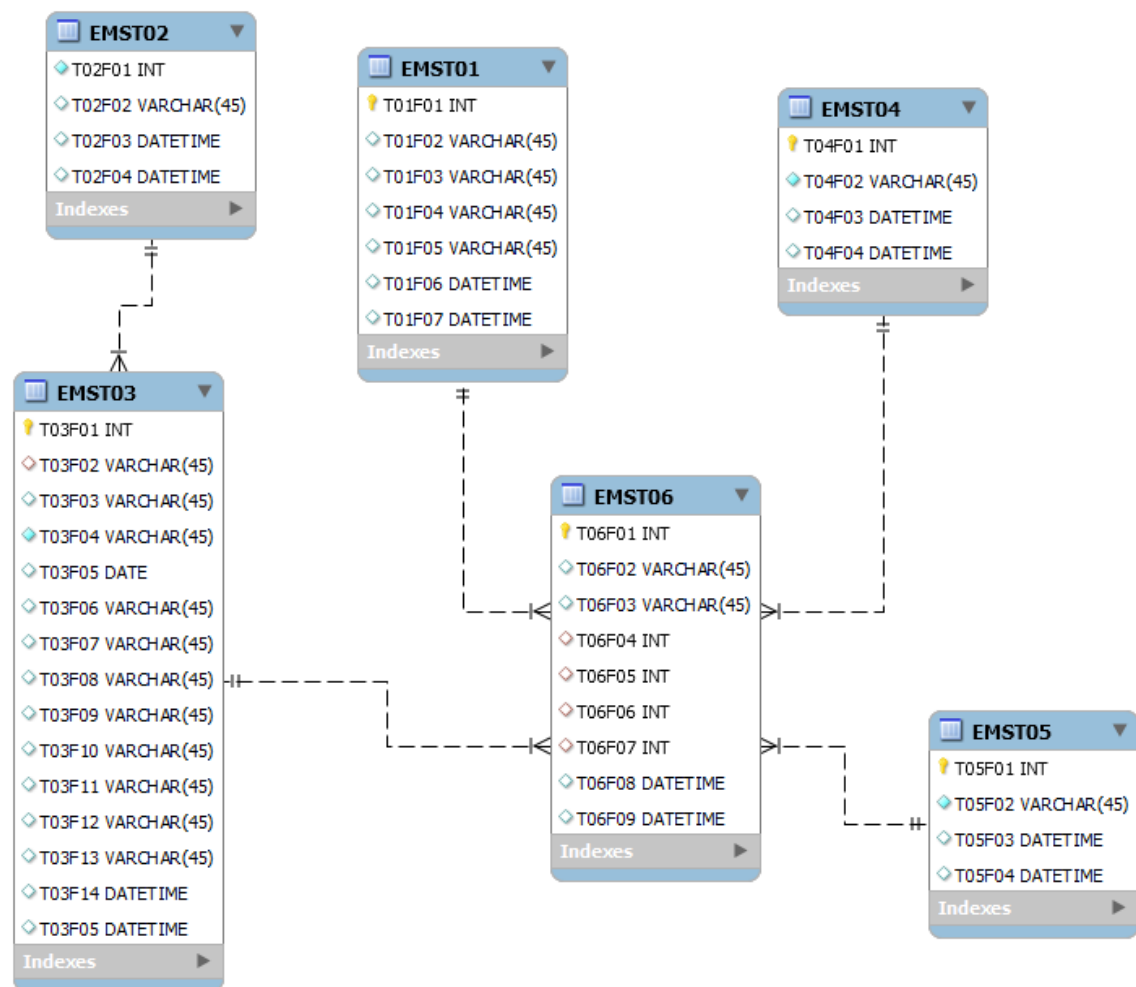 EMST02
T02F01 INT
T02F02 VARCHAR(45)
T02F03 DATETIME
T02F04 DATETIME
Indexes
EMST01
T01F01 INT
T01F02 VARCHAR(45)
T01F03 VARCHAR(45)
T01F04 VARCHAR(45)
T01F05 VARCHAR(45)
T01F06 DATETIME
T01F07 DATETIME
Indexes
EMST04
T04F01 INT
T04F02 VARCHAR(45)
T04F03 DATETIME
T04F04 DATETIME
Indexes
EMST03
T03F01 INT
T03F02 VARCHAR(45)
T03F03 VARCHAR(45)
T03F04 VARCHAR(45)
T03F05 DATE
T03F06 VARCHAR(45)
T03F07 VARCHAR(45)
T03F08 VARCHAR(45)
T03F09 VARCHAR(45)
T03F10 VARCHAR(45)
T03F11 VARCHAR(45)
T03F12 VARCHAR(45)
T03F13 VARCHAR(45)
T03F14 DATETIME
T03F05 DATETIME
Indexes
EMST06
T06F01 INT
T06F02 VARCHAR(45)
T06F03 VARCHAR(45)
T06F04 INT
T06F05 INT
T06F06 INT
T06F07 INT
T06F08 DATETIME
T06F09 DATETIME
Indexes
EMST05
T05F01 INT
T05F02 VARCHAR(45)
T05F03 DATETIME
T05F04 DATETIME
Indexes